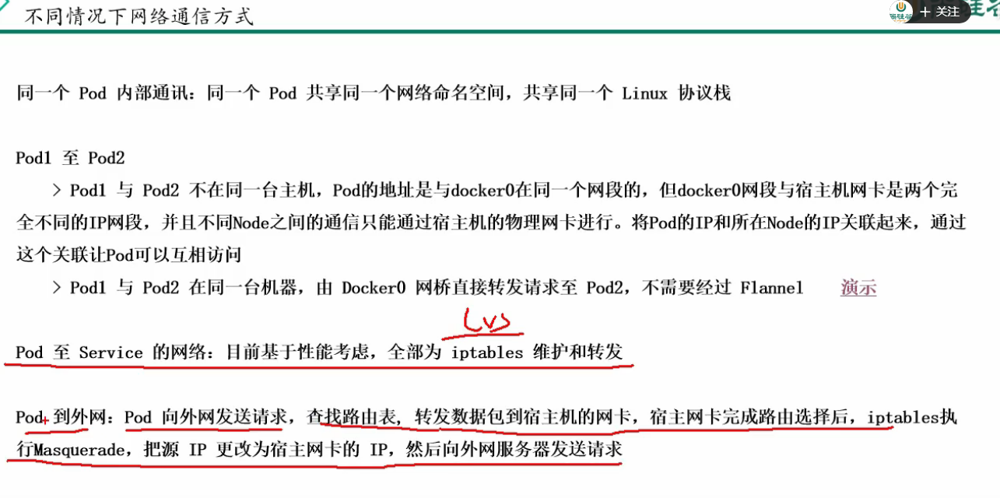 不同情况下网络通信方式
+ 关注
同一个 Pod 内部通讯：同一个 Pod 共享同一个网络命名空间，共享同一个 Linux 协议栈
Pod1 至 Pod2
> Pod1 与 Pod2 不在同一台主机，Pod的地址是与docker0在同一个网段的，但docker0网段与宿主机网卡是两个完
全不同的IP网段，并且不同Node之间的通信只能通过宿主机的物理网卡进行。将Pod的IP和所在Node的IP关联起来，通过
这个关联让Pod可以互相访问
> Pod1 与 Pod2 在同一台机器，由 Docker0 网桥直接转发请求至 Pod2，不需要经过 Flannel 演示
LVS
Pod 至 Service 的网络：目前基于性能考虑，全部为 iptables 维护和转发
Pod 到外网：Pod 向外网发送请求，查找路由表, 转发数据包到宿主机的网卡，宿主网卡完成路由选择后，iptables执
行Masquerade，把源 IP 更改为宿主网卡的 IP，然后向外网服务器发送请求